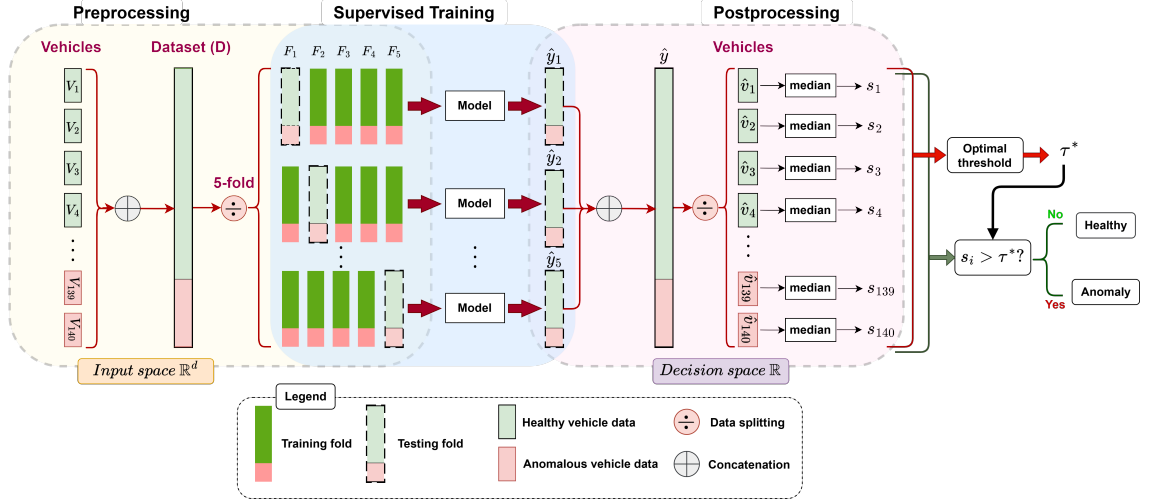 Preprocessing
Supervised Training
Postprocessing
Vehicles
Dataset (D)
F₁ F₂ F₃ F₄ F₅
ŷ₁
ŷ
Vehicles
V₁
V₂
V₃
V₄
⋮
V₁₃₉
V₁₄₀
5-fold
÷
⋮
Model
Model
⋮
Model
ŷ₂
ŷ₅
÷
v̂₁ median s₁
v̂₂ median s₂
v̂₃ median s₃
v̂₄ median s₄
⋮
v̂₁₃₉ median s₁₃₉
v̂₁₄₀ median s₁₄₀
Optimal
threshold
τ*
sᵢ > τ*?
No
Healthy
Yes
Anomaly
Input space ℝᵈ
Decision space ℝ
Legend
Training fold
Testing fold
Healthy vehicle data
Anomalous vehicle data
÷ Data splitting
Concatenation